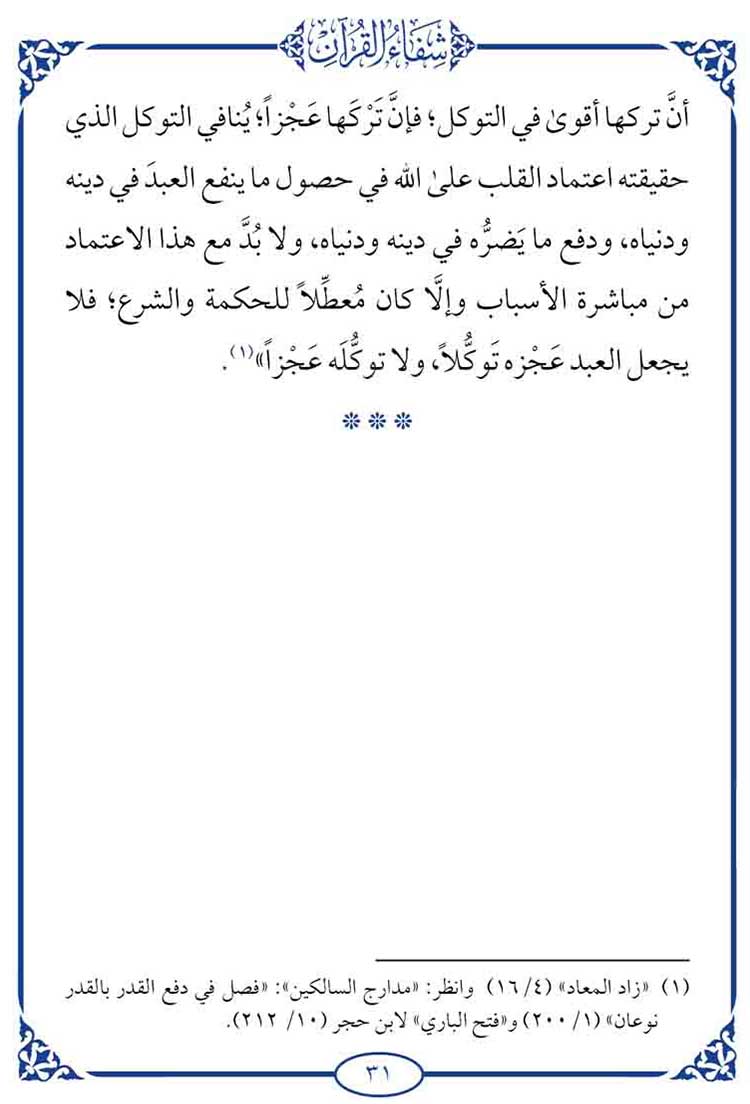 شِفَاءُ القُرْآنِ
أنَّ تركها أقوىٰ في التوكل؛ فإنَّ تَرْكَها عَجْزاً؛ يُنافي التوكل الذي
حقيقته اعتماد القلب علىٰ الله في حصول ما ينفع العبدَ في دينه
ودنياه، ودفع ما يَضرُّه في دينه ودنياه، ولا بُدَّ مع هذا الاعتماد
من مباشرة الأسباب وإلَّا كان مُعطِّلاً للحكمة والشرع؛ فلا
يجعل العبد عَجْزه تَوكُّلاً، ولا توكُّلَه عَجْزاً»(١).
(١) «زاد المعاد» (٤/ ١٦) وانظر: «مدارج السالكين»: «فصل في دفع القدر بالقدر
نوعان» (١/ ٢٠٠) و«فتح الباري» لابن حجر (١٠/ ٢١٢).
٣١